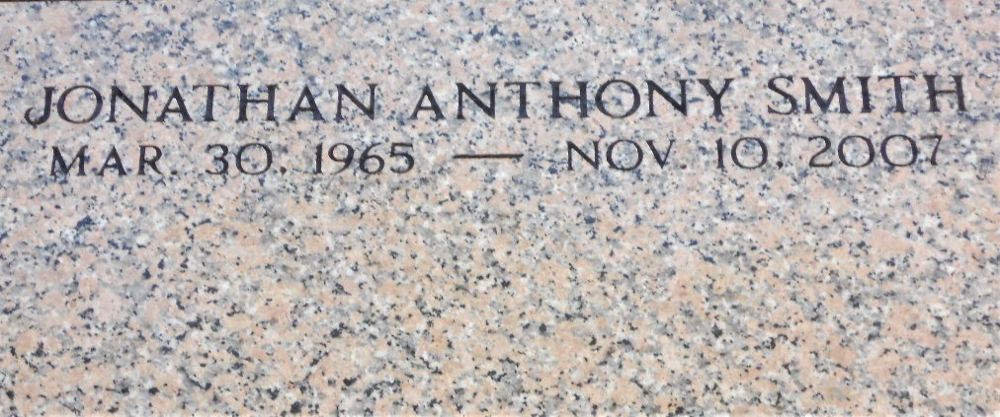 JONATHAN ANTHONY SMITH
MAR. 30, 1965 — NOV. 10, 2007